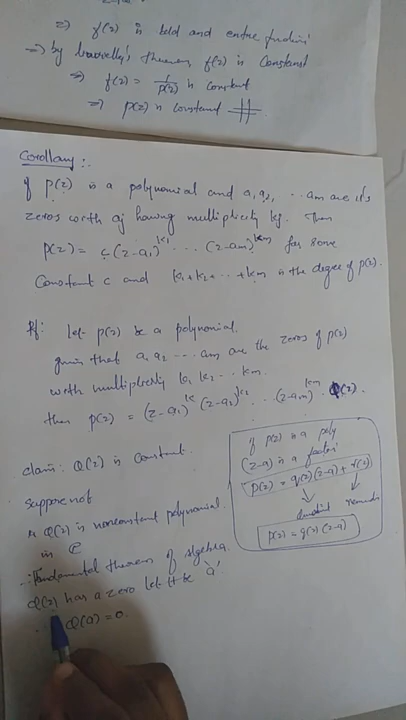 => f(z) is bdd and entire function
=> by Liouville's theorem f(z) is constant
=> f(z) = 1/p(z) is constant
=> p(z) is constant #
Corollary :-
If p(z) is a polynomial and a1, a2, ... am are it's
zeros with aj having multiplicity kj. Then
p(z) = c(z-a1)^k1 ... (z-am)^km for some
constant c and k1+k2+...+km is the degree of p(z).
Pf: Let p(z) be a polynomial.
given that a1 a2 ... am are the zeros of p(z)
with multiplicity k1 k2 ... km.
then p(z) = (z-a1)^k (z-a2)^k2 ... (z-am)^km . Q(z).
claim: Q(z) is constant.
Suppose not
Q(z) is nonconstant polynomial.
in C
∴ Fundamental theorem of algebra.
Q(z) has a zero let it be 'a'
∴ Q(a) = 0.
if p(z) is a poly
(z-a) is a factor
p(z) = q(z)(z-a) + r(z)
↓ ↓
quotient remainder
p(z) = q(z)(z-a)